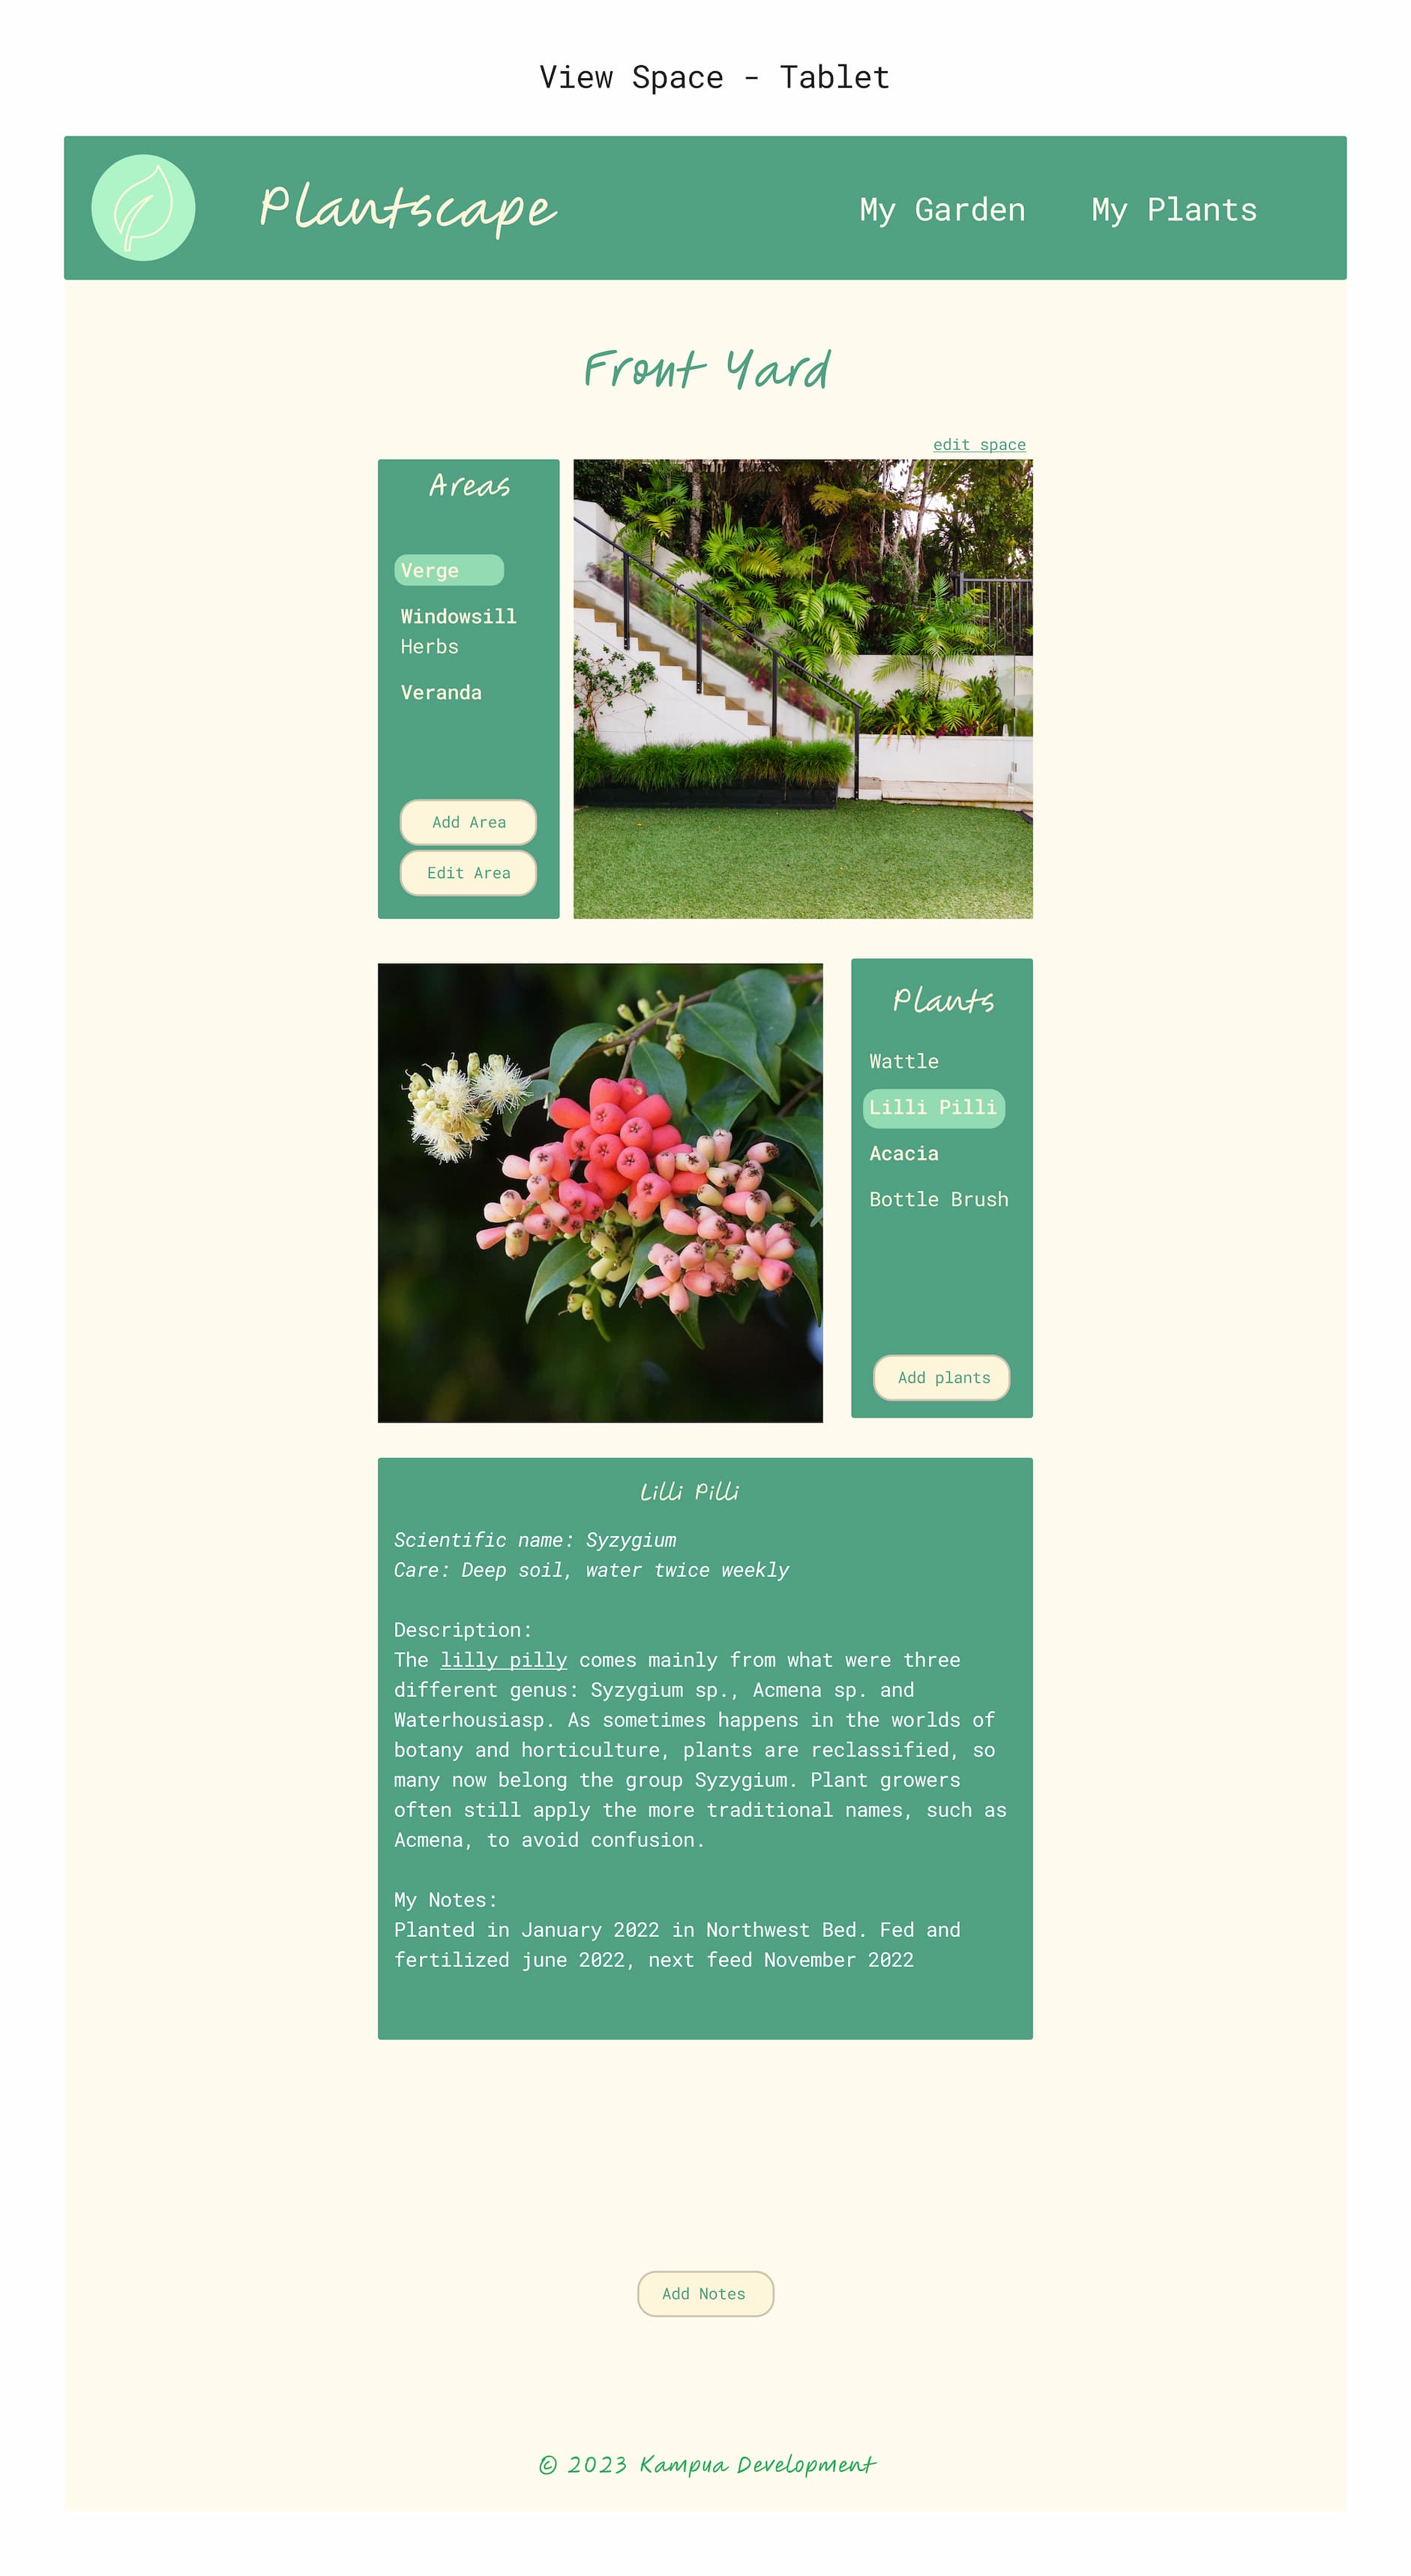 View Space - Tablet
Plantscape
My Garden
My Plants
Front Yard
edit space
Areas
Verge
Windowsill
Herbs
Veranda
Add Area
Edit Area
Plants
Wattle
Lilli Pilli
Acacia
Bottle Brush
Add plants
Lilli Pilli
Scientific name: Syzygium
Care: Deep soil, water twice weekly
Description:
The lilly pilly comes mainly from what were three
different genus: Syzygium sp., Acmena sp. and
Waterhousiasp. As sometimes happens in the worlds of
botany and horticulture, plants are reclassified, so
many now belong the group Syzygium. Plant growers
often still apply the more traditional names, such as
Acmena, to avoid confusion.
My Notes:
Planted in January 2022 in Northwest Bed. Fed and
fertilized june 2022, next feed November 2022
Add Notes
© 2023 Kampua Development